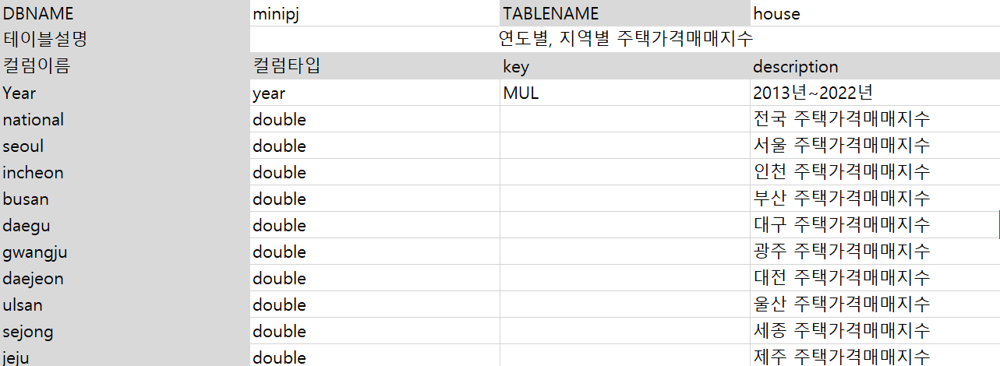 DBNAME minipj TABLENAME house
테이블설명 연도별, 지역별 주택가격매매지수
컬럼이름 컬럼타입 key description
Year year MUL 2013년~2022년
national double 전국 주택가격매매지수
seoul double 서울 주택가격매매지수
incheon double 인천 주택가격매매지수
busan double 부산 주택가격매매지수
daegu double 대구 주택가격매매지수
gwangju double 광주 주택가격매매지수
daejeon double 대전 주택가격매매지수
ulsan double 울산 주택가격매매지수
sejong double 세종 주택가격매매지수
jeju double 제주 주택가격매매지수